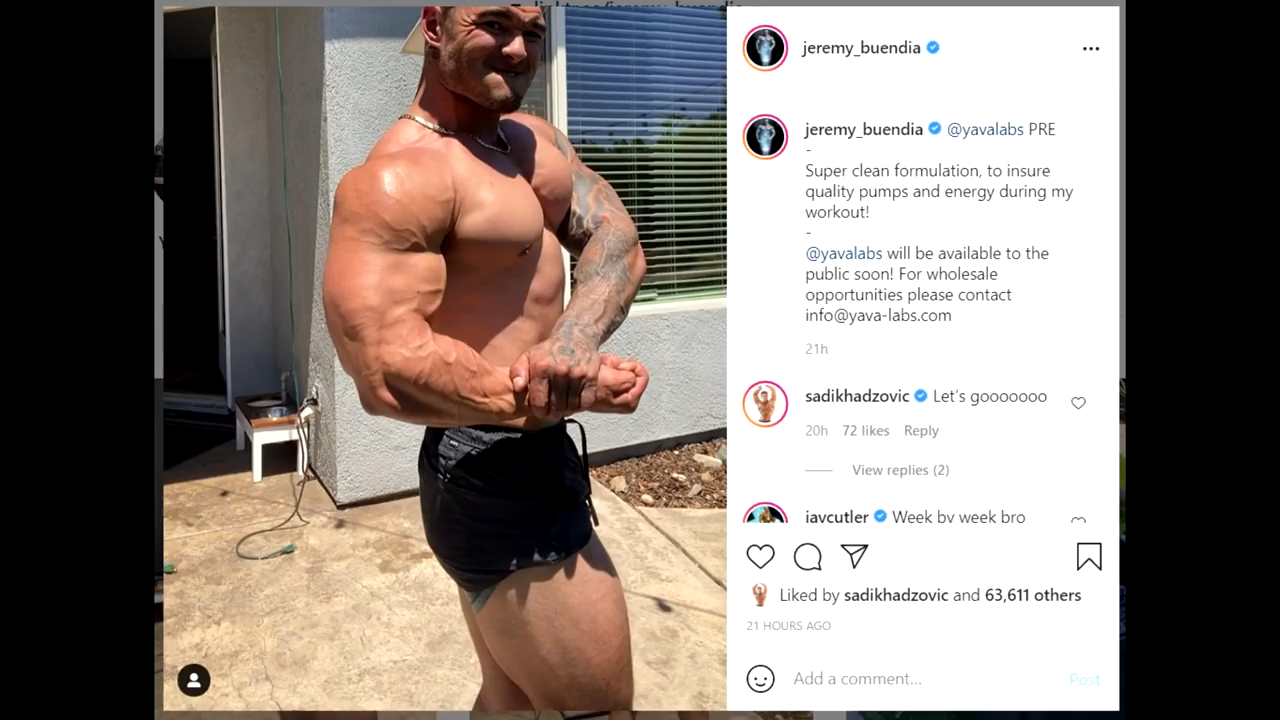 jeremy_buendia
jeremy_buendia @yavalabs PRE
-
Super clean formulation, to insure
quality pumps and energy during my
workout!
-
@yavalabs will be available to the
public soon! For wholesale
opportunities please contact
info@yava-labs.com
21h
sadikhadzovic Let's gooooooo
20h 72 likes Reply
View replies (2)
jaycutler Week by week bro
Liked by sadikhadzovic and 63,611 others
21 HOURS AGO
Add a comment... Post